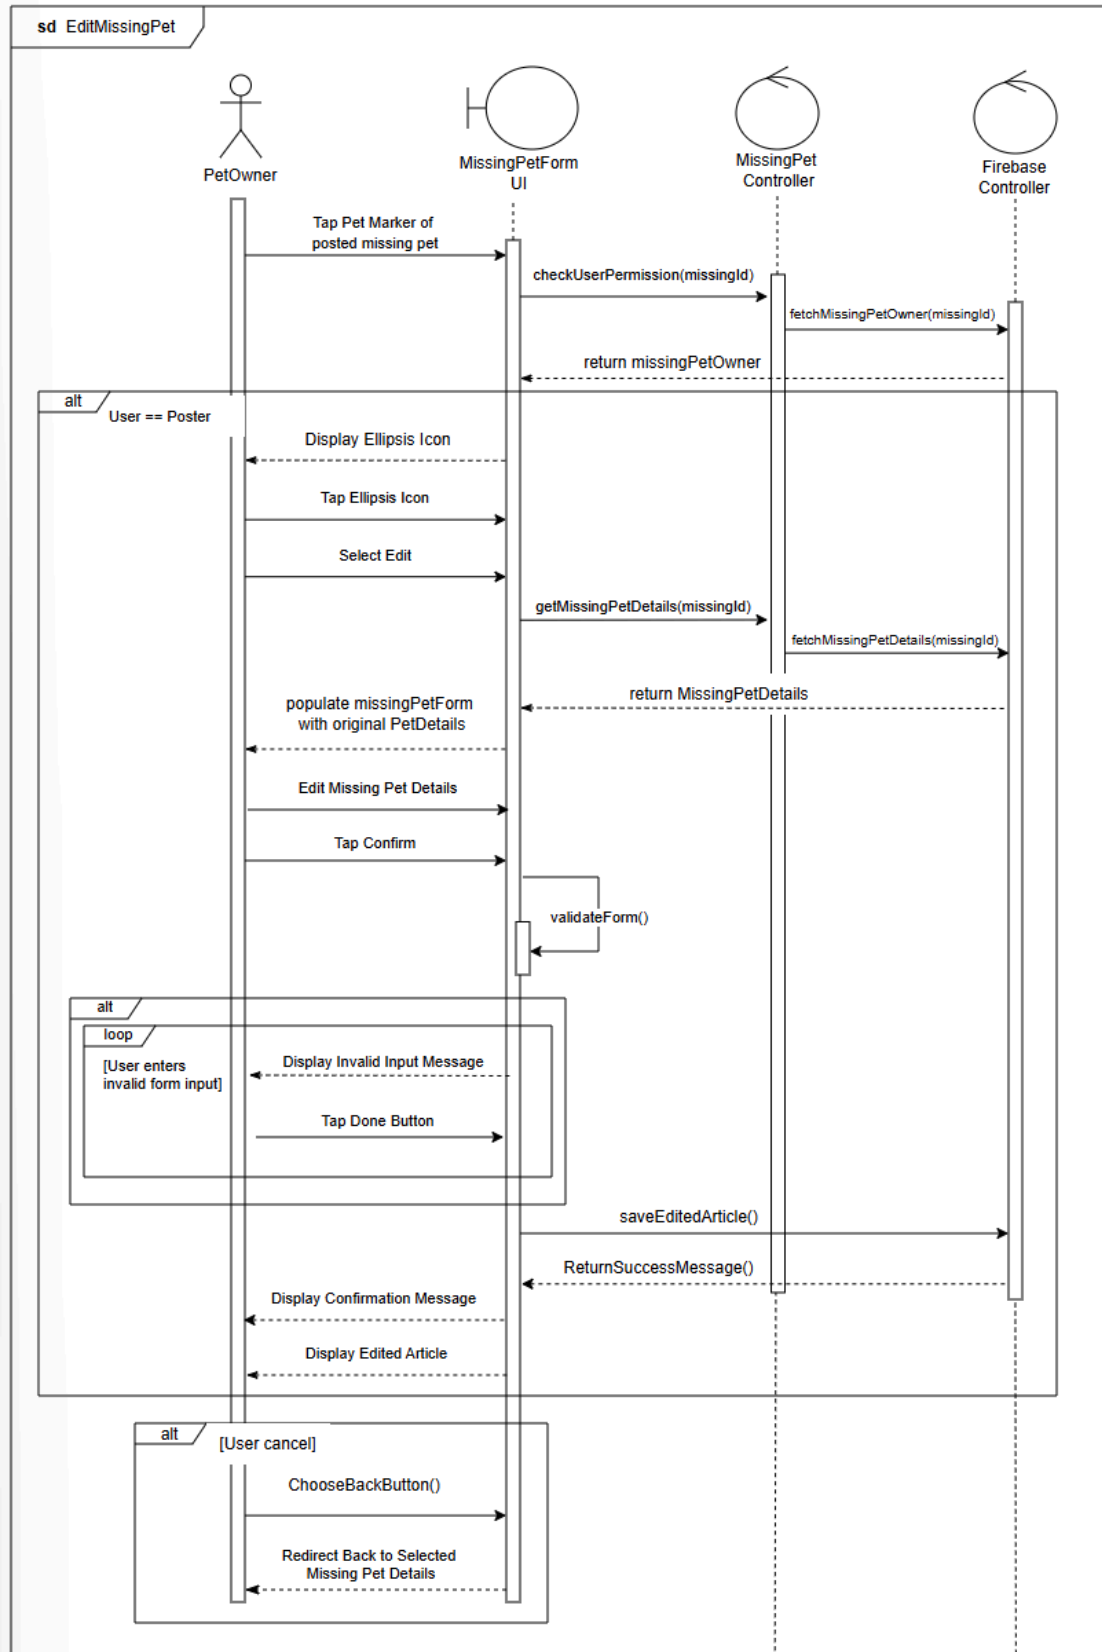 sd EditMissingPet
PetOwner
MissingPetForm
UI
MissingPet
Controller
Firebase
Controller
Tap Pet Marker of
posted missing pet
checkUserPermission(missingId)
fetchMissingPetOwner(missingId)
return missingPetOwner
alt
User == Poster
Display Ellipsis Icon
Tap Ellipsis Icon
Select Edit
getMissingPetDetails(missingId)
fetchMissingPetDetails(missingId)
return MissingPetDetails
populate missingPetForm
with original PetDetails
Edit Missing Pet Details
Tap Confirm
validateForm()
alt
loop
[User enters
invalid form input]
Display Invalid Input Message
Tap Done Button
saveEditedArticle()
ReturnSuccessMessage()
Display Confirmation Message
Display Edited Article
alt
[User cancel]
ChooseBackButton()
Redirect Back to Selected
Missing Pet Details